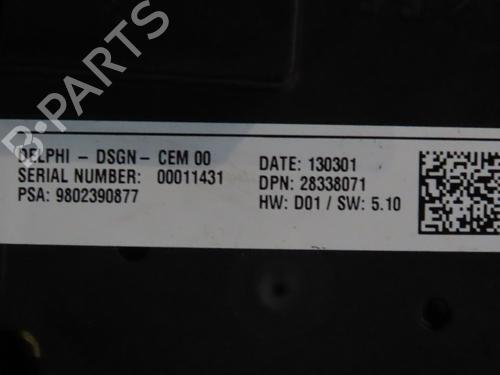 B-PARTS
DELPHI - DSGN - CEM 00
SERIAL NUMBER: 00011431
PSA: 9802390877
DATE: 130301
DPN: 28338071
HW: D01 / SW: 5.10